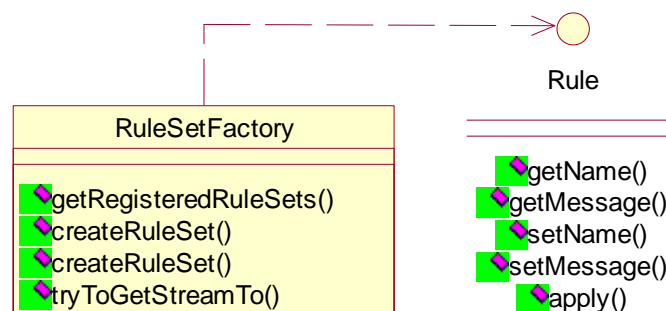 Rule
RuleSetFactory
getRegisteredRuleSets()
createRuleSet()
createRuleSet()
tryToGetStreamTo()
getName()
getMessage()
setName()
setMessage()
apply()